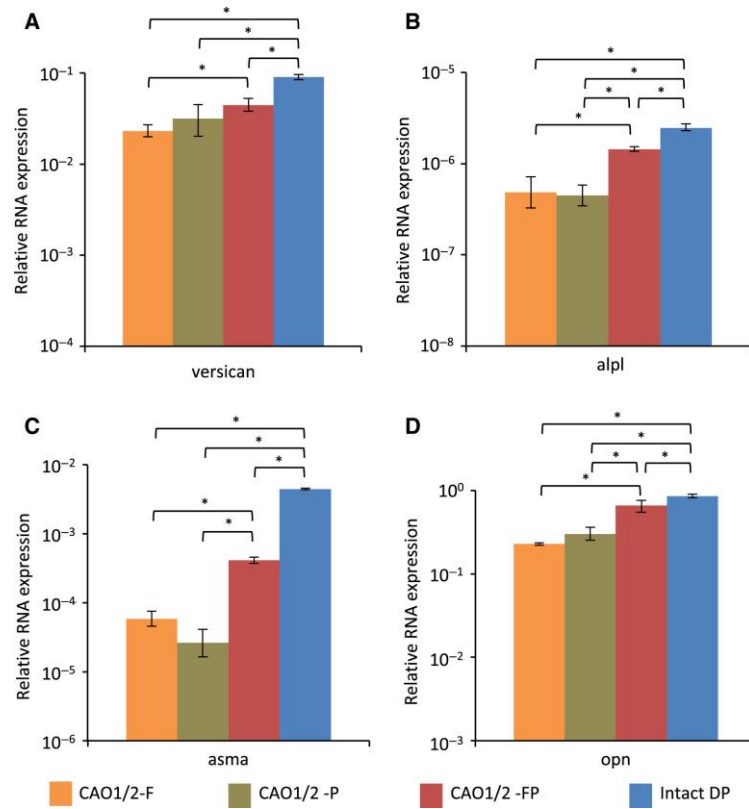 A
* * * *
Relative RNA expression
10⁻¹
10⁻²
10⁻³
10⁻⁴
versican
B
* * * * *
Relative RNA expression
10⁻⁵
10⁻⁶
10⁻⁷
10⁻⁸
alpl
C
* * * * *
Relative RNA expression
10⁻²
10⁻³
10⁻⁴
10⁻⁵
10⁻⁶
asma
D
* * * * *
Relative RNA expression
10⁰
10⁻¹
10⁻²
10⁻³
opn
CAO1/2-F CAO1/2 -P CAO1/2 -FP Intact DP